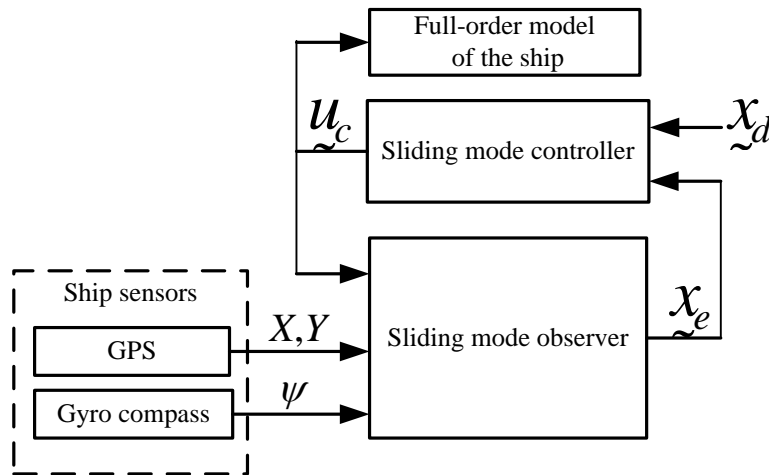 Full-order model
of the ship
u_c
Sliding mode controller
x_d
Ship sensors
GPS
X,Y
Sliding mode observer
x_e
Gyro compass
ψ